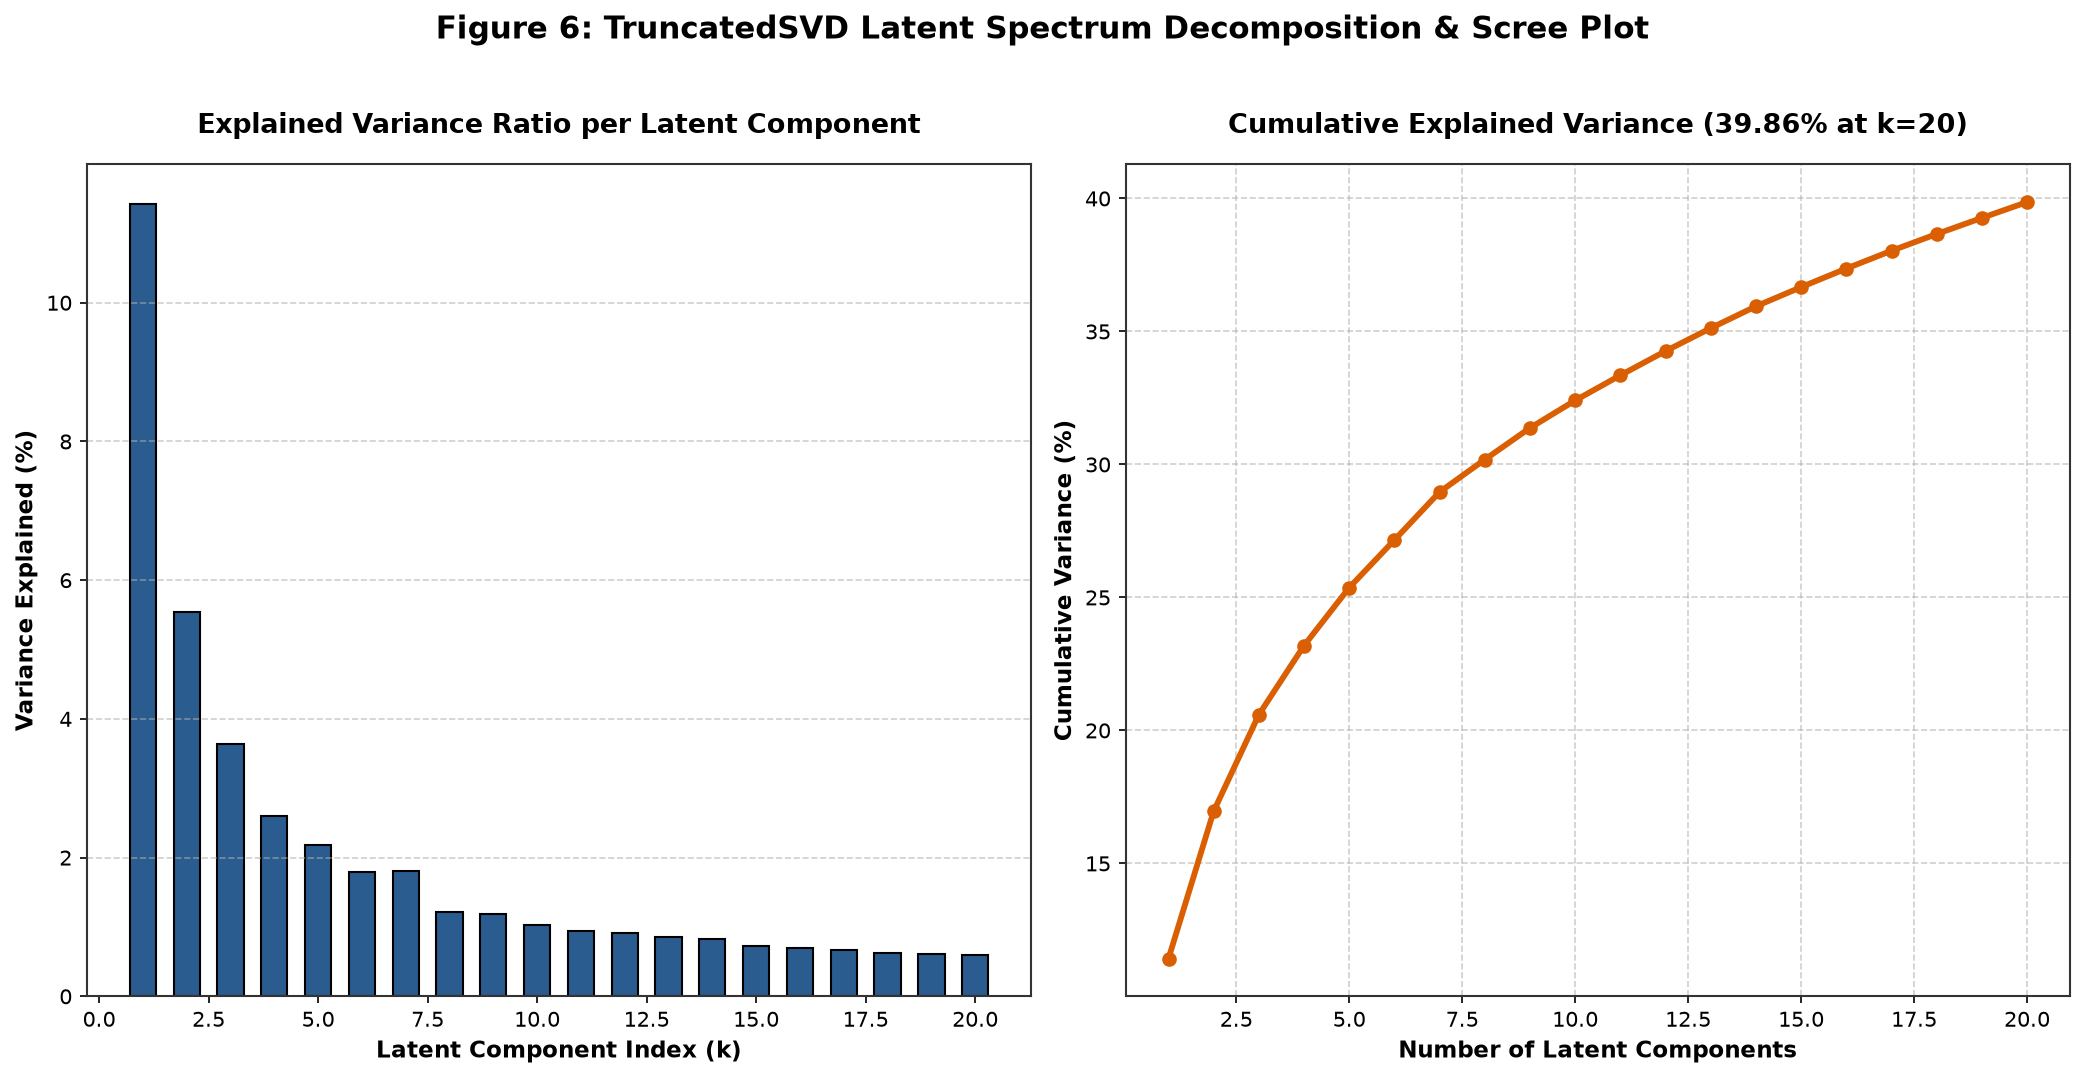 Figure 6: TruncatedSVD Latent Spectrum Decomposition & Scree Plot
Explained Variance Ratio per Latent Component
Variance Explained (%)
10
8
6
4
2
0
0.0 2.5 5.0 7.5 10.0 12.5 15.0 17.5 20.0
Latent Component Index (k)
Cumulative Explained Variance (39.86% at k=20)
Cumulative Variance (%)
40
35
30
25
20
15
2.5 5.0 7.5 10.0 12.5 15.0 17.5 20.0
Number of Latent Components